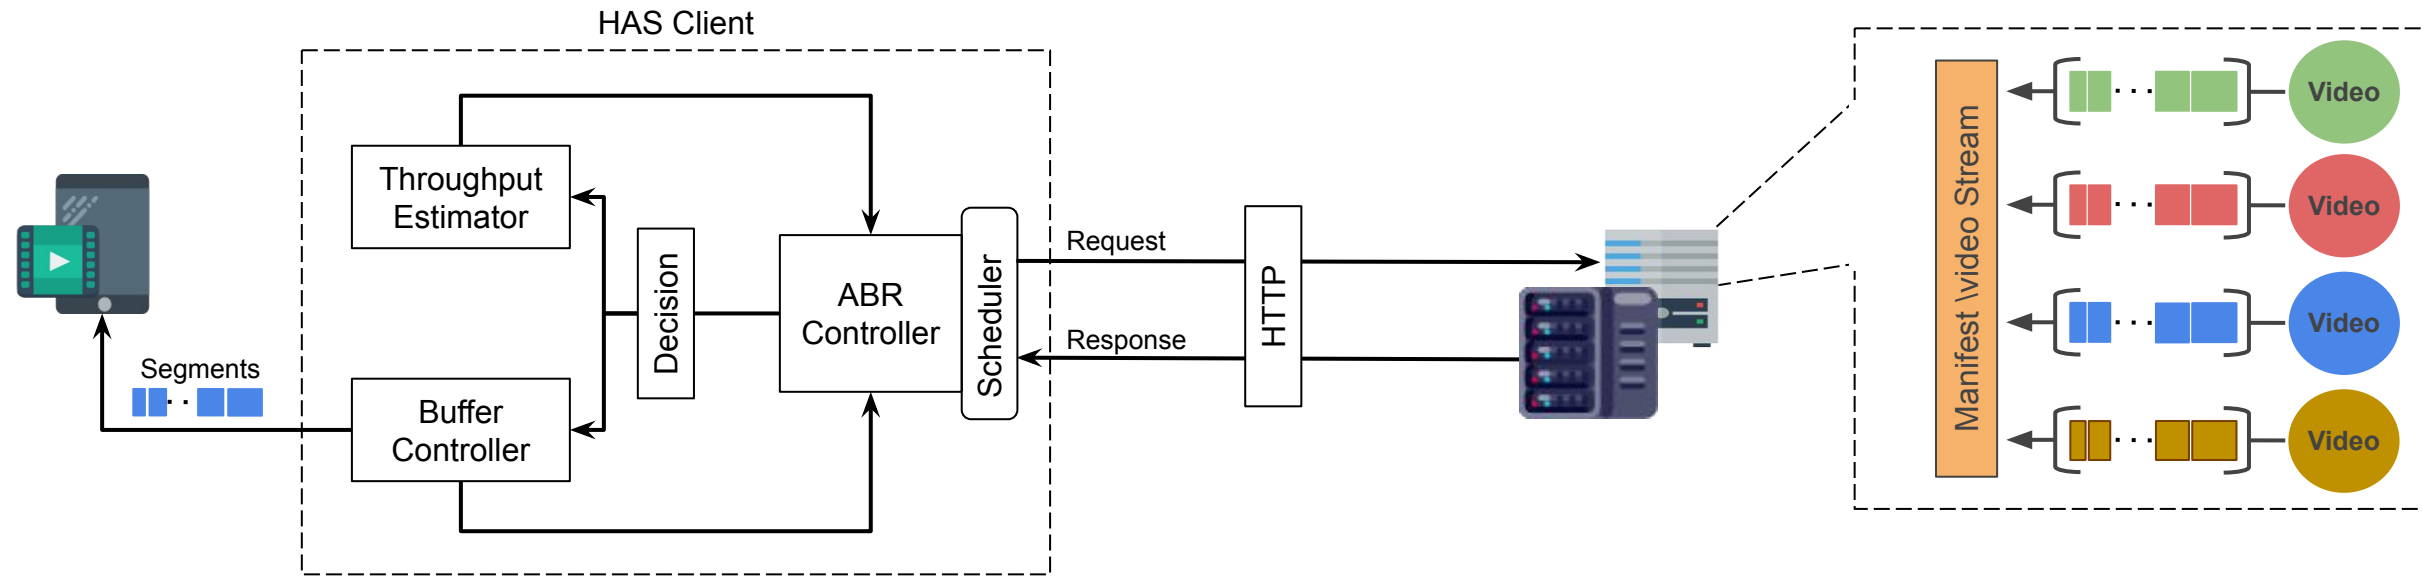 HAS Client
Throughput
Estimator
Decision
ABR
Controller
Scheduler
Buffer
Controller
Segments
Request
Response
HTTP
Manifest \video Stream
Video
Video
Video
Video